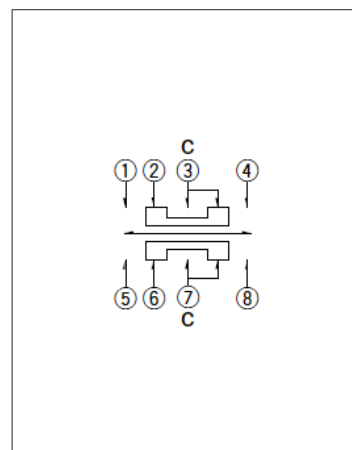 C
① ② ③ ④
⑤ ⑥ ⑦ ⑧
C